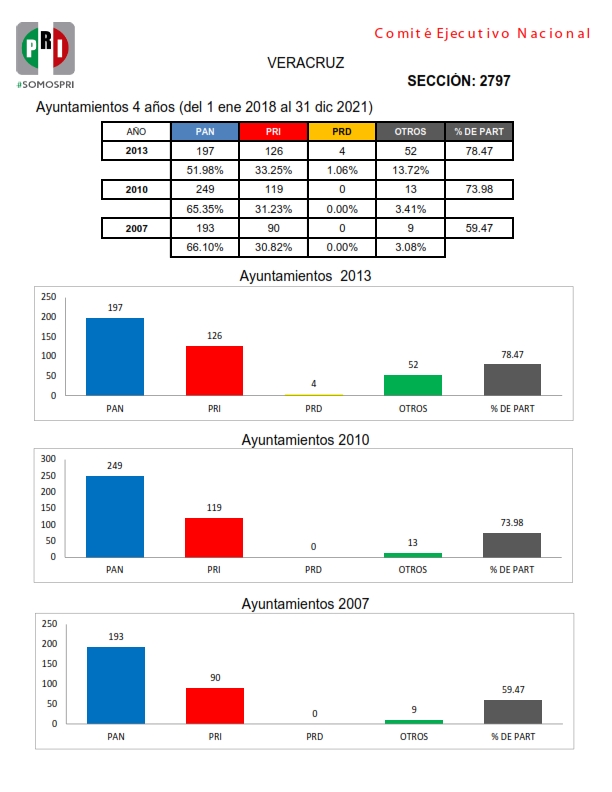 Comité Ejecutivo Nacional
PRI
#SOMOSPRI
VERACRUZ
SECCIÓN: 2797
Ayuntamientos 4 años (del 1 ene 2018 al 31 dic 2021)
AÑO PAN PRI PRD OTROS % DE PART
2013 197 126 4 52 78.47
51.98% 33.25% 1.06% 13.72%
2010 249 119 0 13 73.98
65.35% 31.23% 0.00% 3.41%
2007 193 90 0 9 59.47
66.10% 30.82% 0.00% 3.08%
Ayuntamientos 2013
250
200
150
100
50
0
197
126
4
52
78.47
PAN PRI PRD OTROS % DE PART
Ayuntamientos 2010
300
250
200
150
100
50
0
249
119
0
13
73.98
PAN PRI PRD OTROS % DE PART
Ayuntamientos 2007
250
200
150
100
50
0
193
90
0
9
59.47
PAN PRI PRD OTROS % DE PART